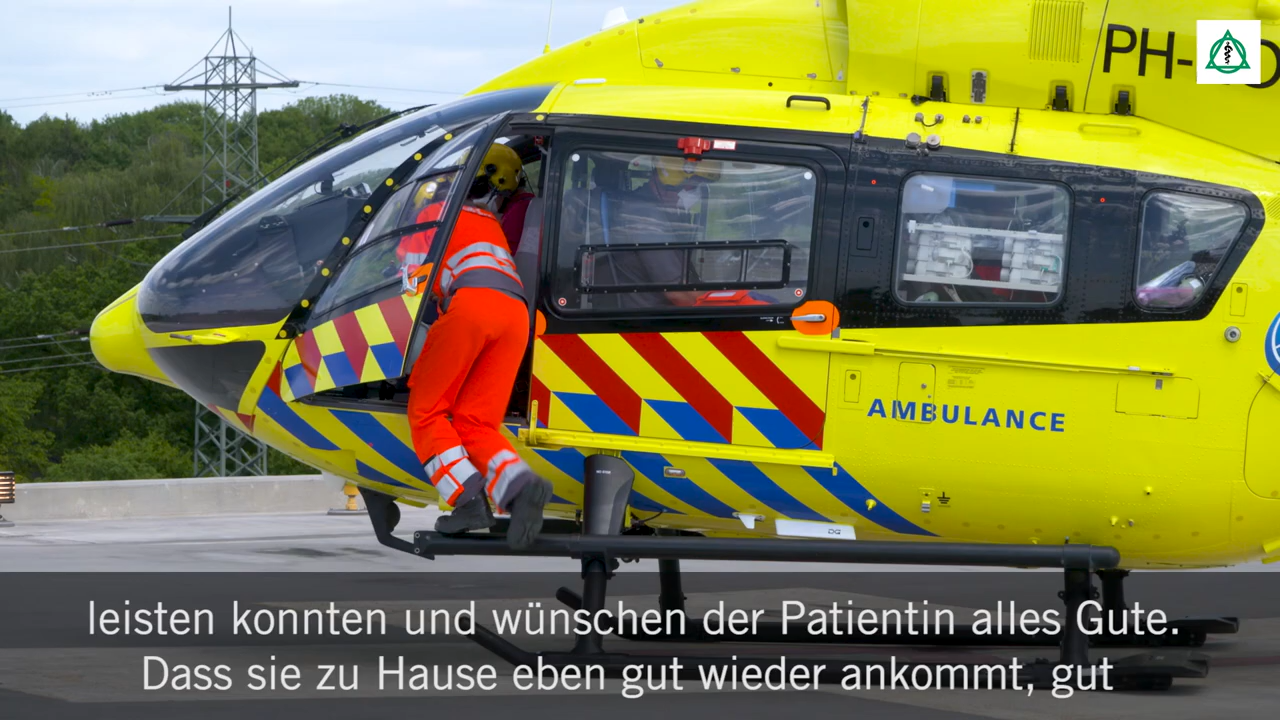 PH-
AMBULANCE
leisten konnten und wünschen der Patientin alles Gute.
Dass sie zu Hause eben gut wieder ankommt, gut